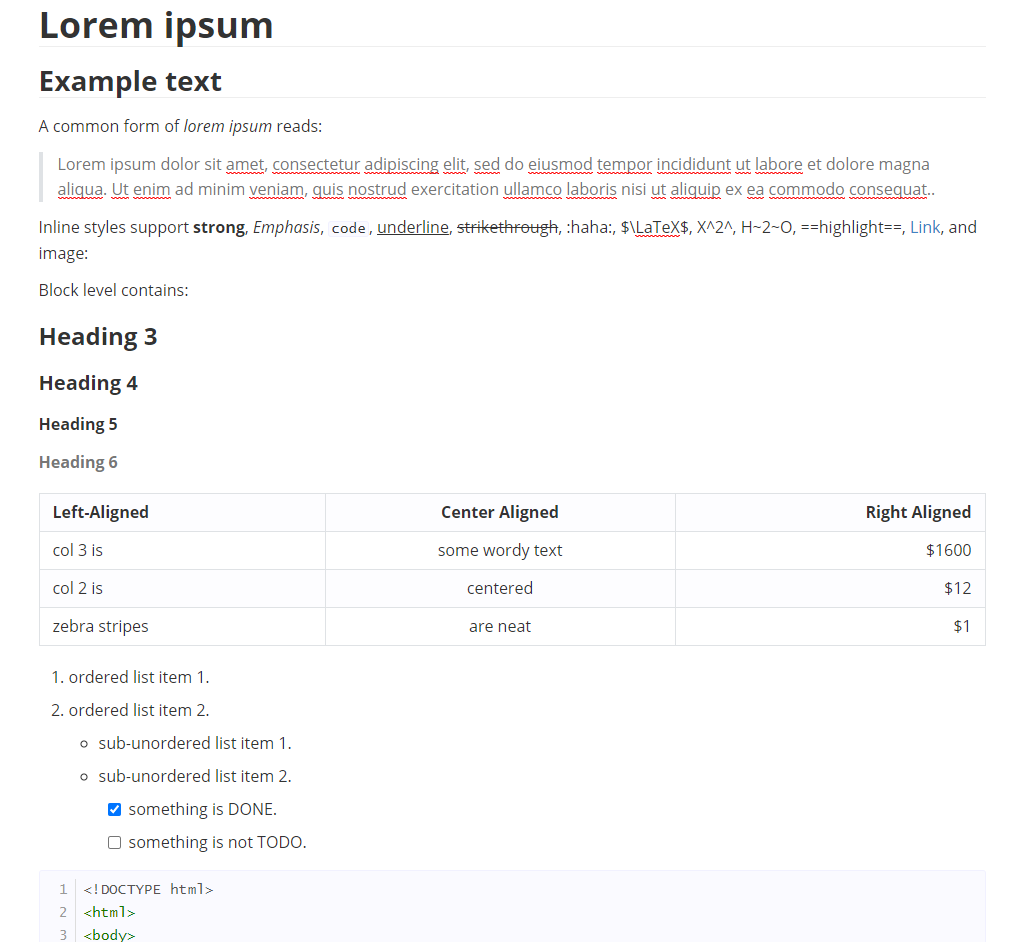 Lorem ipsum
Example text
A common form of lorem ipsum reads:
Lorem ipsum dolor sit amet, consectetur adipiscing elit, sed do eiusmod tempor incididunt ut labore et dolore magna
aliqua. Ut enim ad minim veniam, quis nostrud exercitation ullamco laboris nisi ut aliquip ex ea commodo consequat..
Inline styles support strong, Emphasis, code, underline, strikethrough, :haha:, $\LaTeX$, X^2^, H~2~O, ==highlight==, Link, and
image:
Block level contains:
Heading 3
Heading 4
Heading 5
Heading 6
Left-Aligned Center Aligned Right Aligned
col 3 is some wordy text $1600
col 2 is centered $12
zebra stripes are neat $1
1. ordered list item 1.
2. ordered list item 2.
sub-unordered list item 1.
sub-unordered list item 2.
something is DONE.
something is not TODO.
1 <!DOCTYPE html>
2 <html>
3 <body>